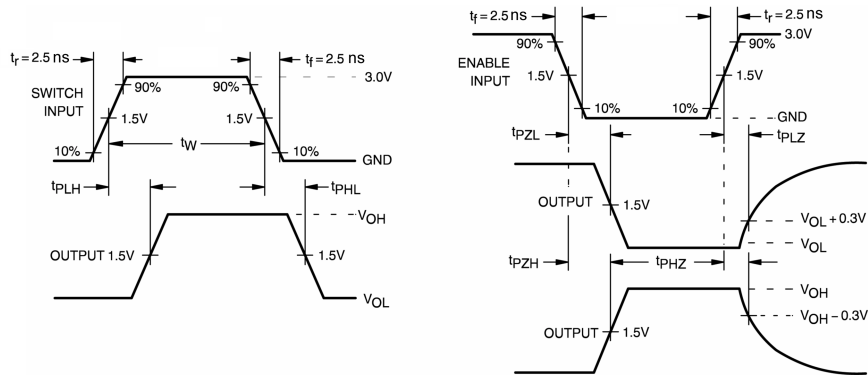 tr = 2.5 ns
tf = 2.5 ns
SWITCH
INPUT
90%
90%
3.0V
1.5V
1.5V
10%
tW
10%
GND
tPLH
tPHL
VOH
OUTPUT 1.5V
1.5V
VOL
tf = 2.5 ns
tr = 2.5 ns
90%
90%
3.0V
ENABLE
INPUT
1.5V
1.5V
10%
10%
GND
tPZL
tPLZ
OUTPUT
1.5V
VOL + 0.3V
VOL
tPZH
tPHZ
VOH
VOH – 0.3V
OUTPUT
1.5V